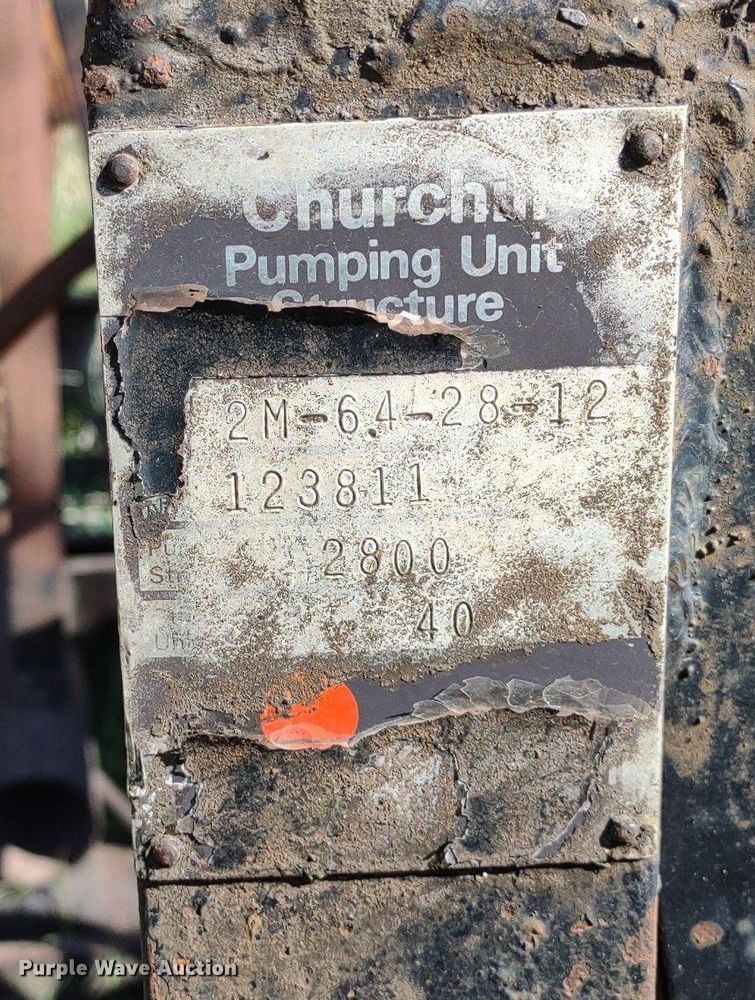 Churchill
Pumping Unit
Structure
2M-64-28-12
123811
2800
40
Purple Wave Auction